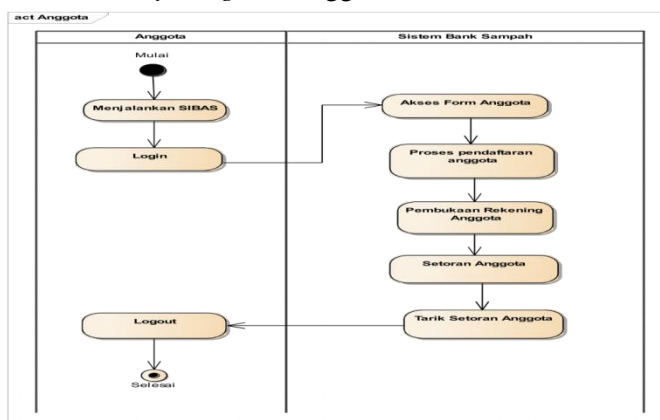 act Anggota
Anggota
Sistem Bank Sampah
Mulai
Menjalankan SIBAS
Login
Akses Form Anggota
Proses pendaftaran
anggota
Pembukaan Rekening
Anggota
Setoran Anggota
Tarik Setoran Anggota
Logout
Selesai